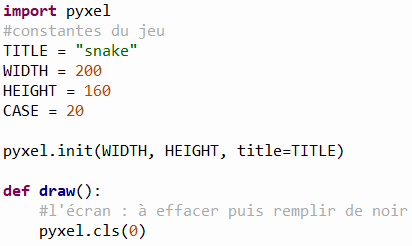 import pyxel
#constantes du jeu
TITLE = "snake"
WIDTH = 200
HEIGHT = 160
CASE = 20
pyxel.init(WIDTH, HEIGHT, title=TITLE)
def draw():
    #l'écran : à effacer puis remplir de noir
    pyxel.cls(0)